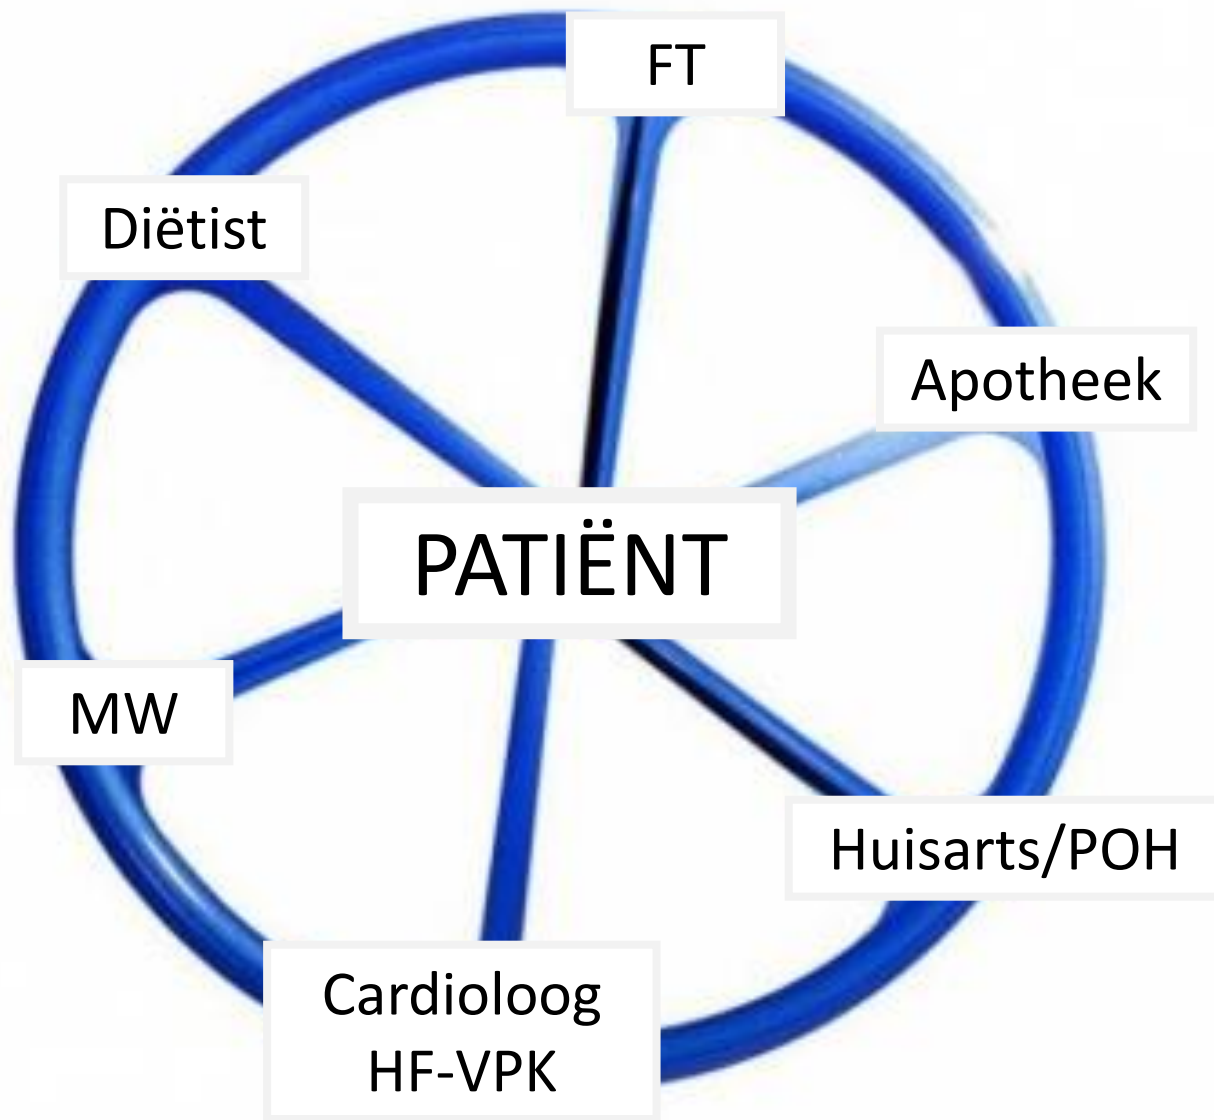 FT
Diëtist
Apotheek
PATIËNT
MW
Huisarts/POH
Cardioloog
HF-VPK